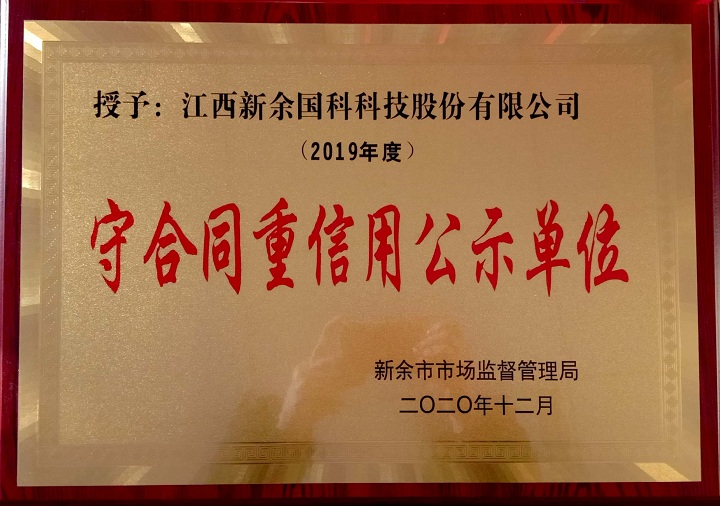 授予：江西新余国科科技股份有限公司
（2019年度）
守合同重信用公示单位
新余市市场监督管理局
二〇二〇年十二月